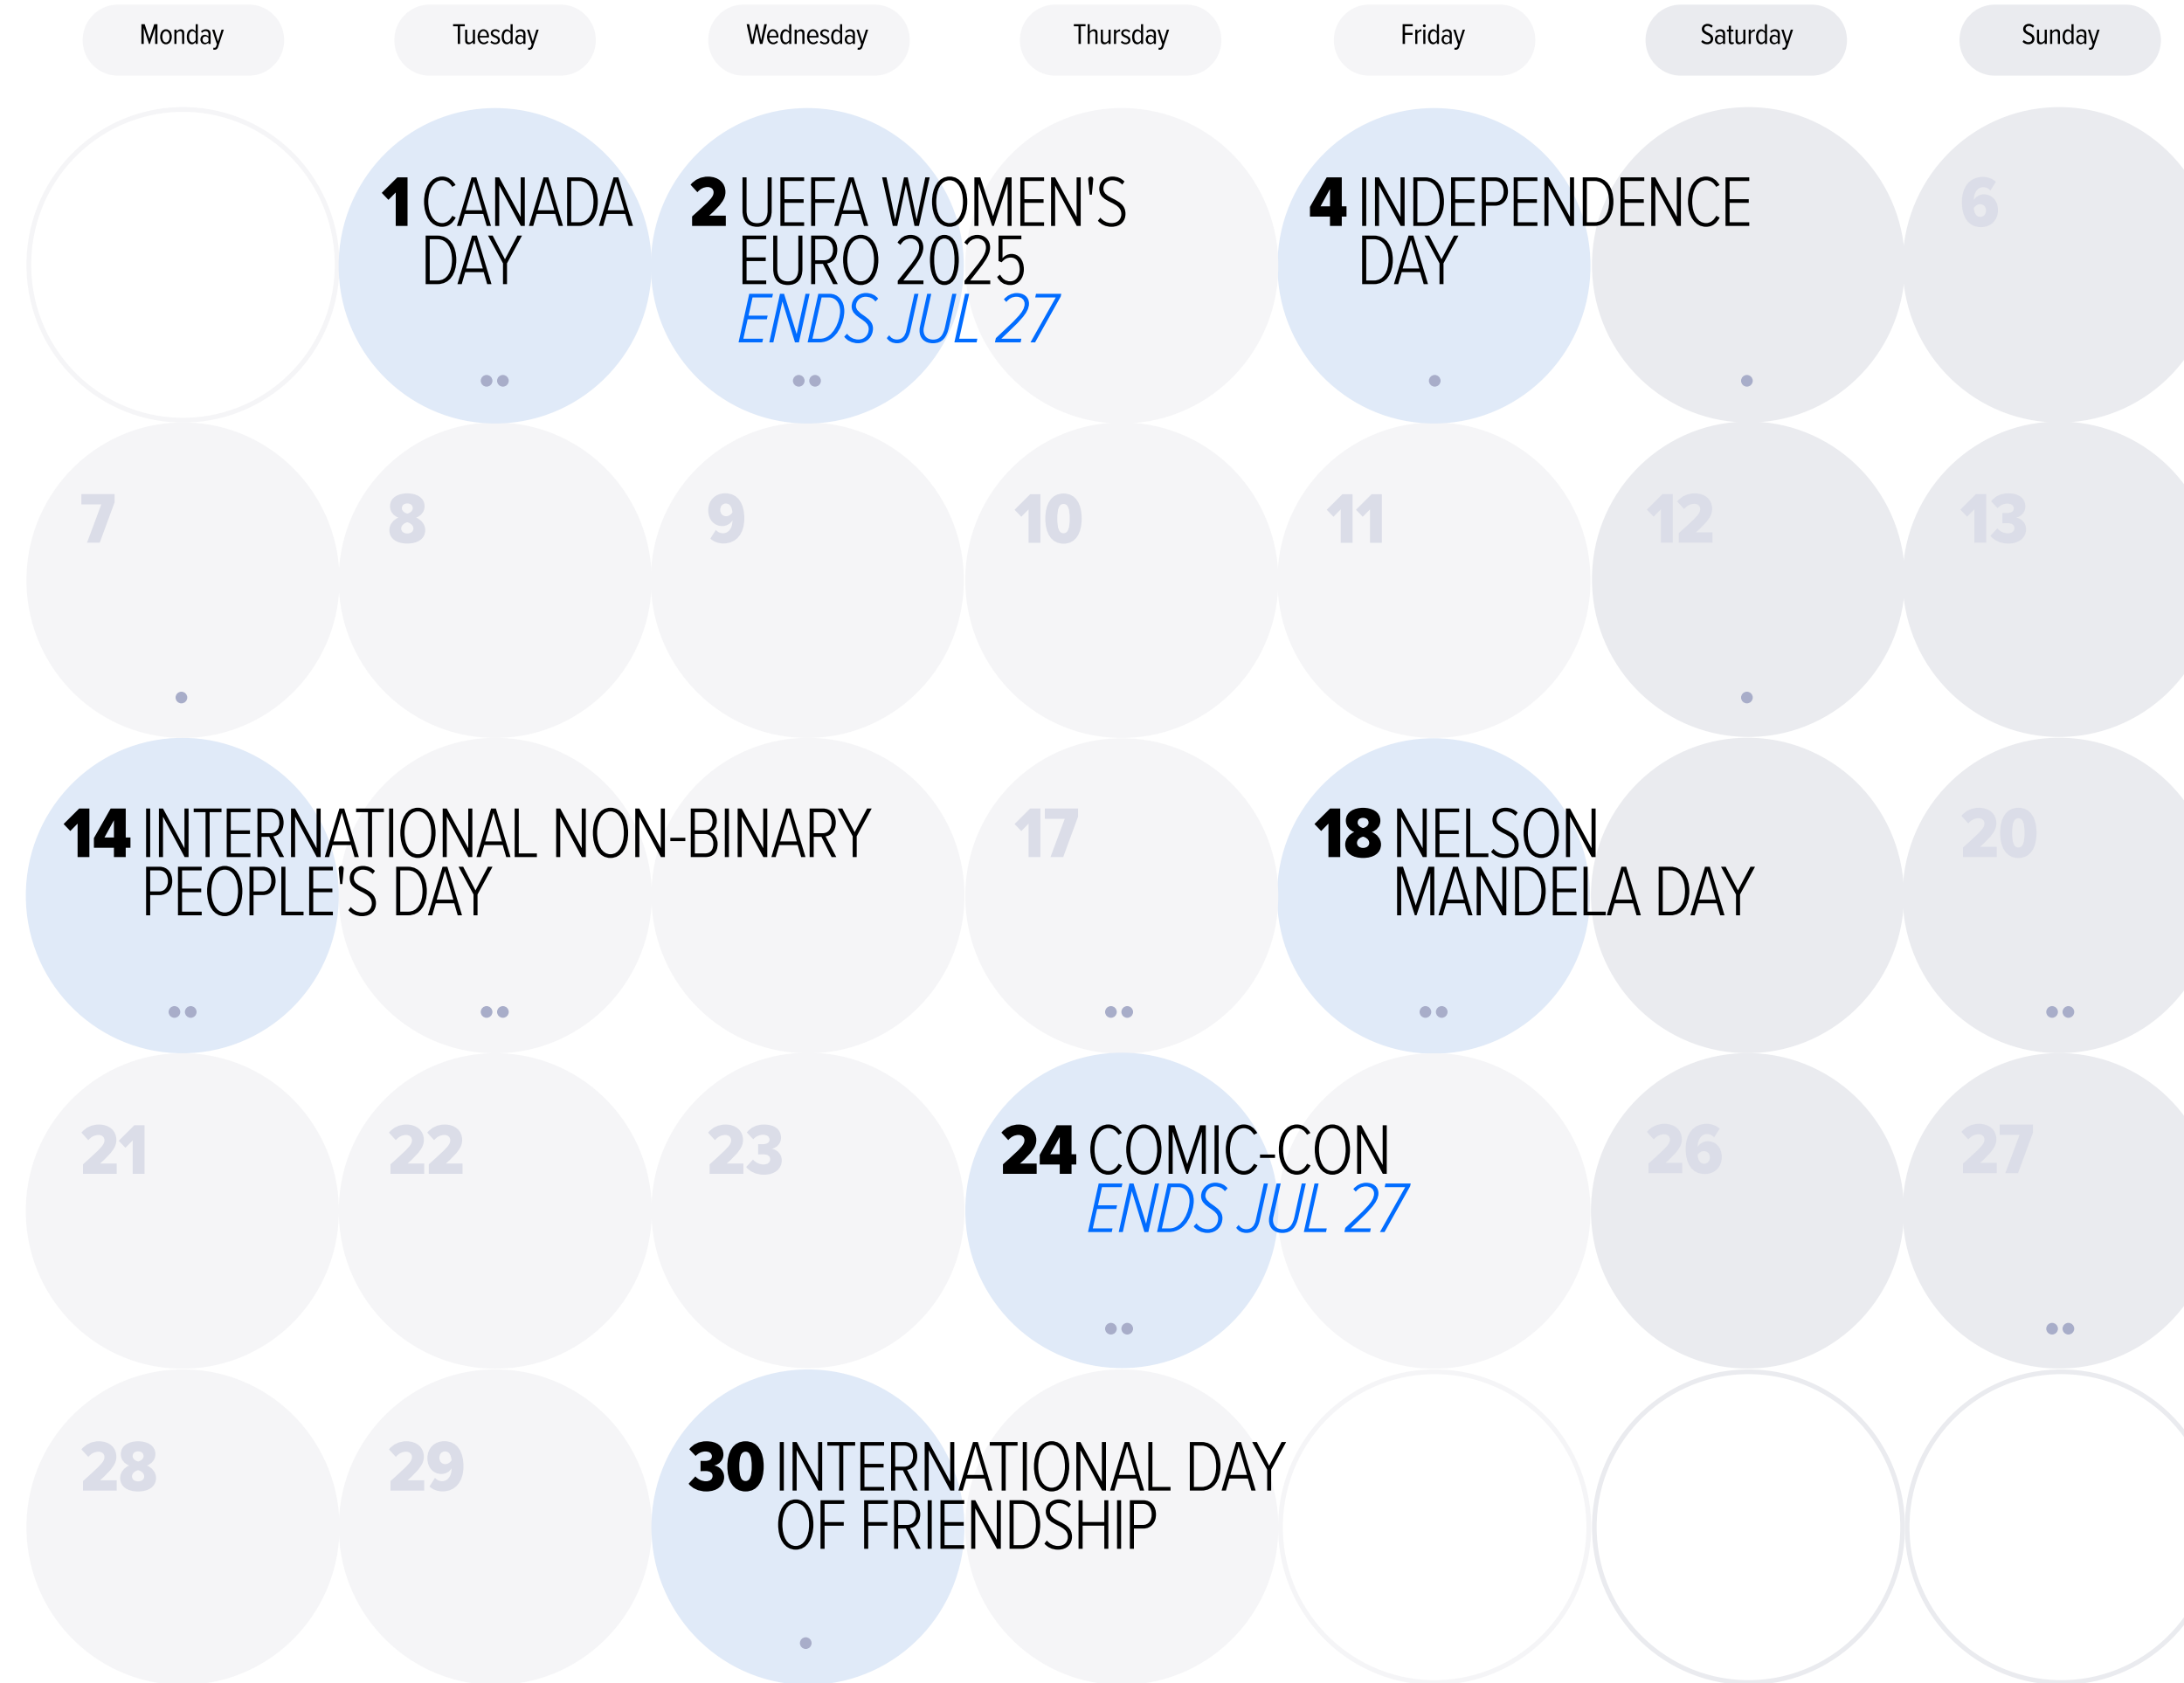 Monday Tuesday Wednesday Thursday Friday Saturday Sunday
1 CANADA
DAY
2 UEFA WOMEN'S
EURO 2025
ENDS JUL 27
4 INDEPENDENCE
DAY
6
7 8 9 10 11 12 13
14 INTERNATIONAL NON-BINARY
PEOPLE'S DAY
17
18 NELSON
MANDELA DAY
20
21 22 23
24 COMIC-CON
ENDS JUL 27
26 27
28 29
30 INTERNATIONAL DAY
OF FRIENDSHIP